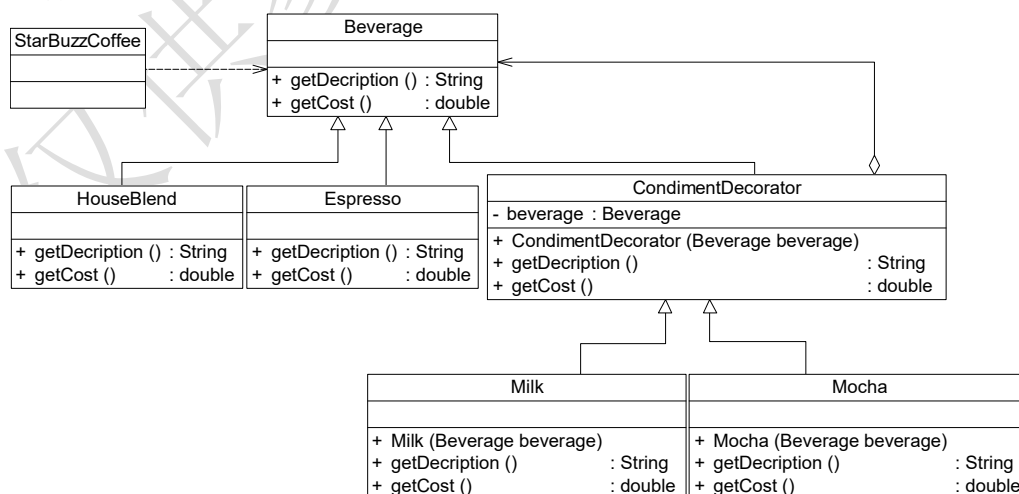 Beverage
StarBuzzCoffee
+ getDecription () : String
+ getCost () : double
HouseBlend
+ getDecription () : String
+ getCost () : double
Espresso
+ getDecription () : String
+ getCost () : double
CondimentDecorator
- beverage : Beverage
+ CondimentDecorator (Beverage beverage)
+ getDecription () : String
+ getCost () : double
Milk
+ Milk (Beverage beverage)
+ getDecription () : String
+ getCost () : double
Mocha
+ Mocha (Beverage beverage)
+ getDecription () : String
+ getCost () : double
仅供